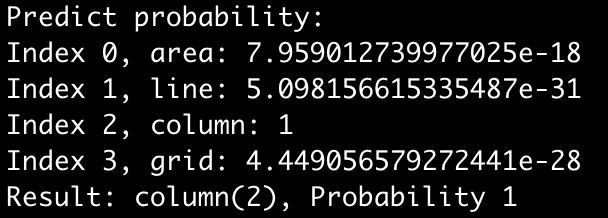 Predict probability:
Index 0, area: 7.959012739977025e-18
Index 1, line: 5.098156615335487e-31
Index 2, column: 1
Index 3, grid: 4.449056579272441e-28
Result: column(2), Probability 1